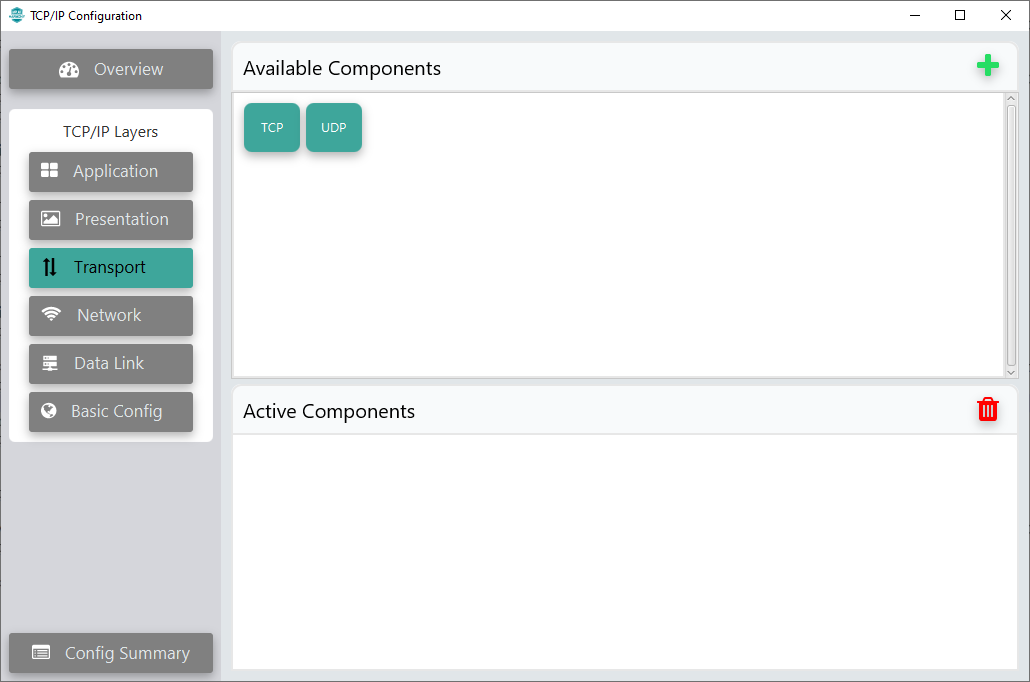 TCP/IP Configuration
Overview
TCP/IP Layers
Application
Presentation
Transport
Network
Data Link
Basic Config
Config Summary
Available Components
TCP
UDP
Active Components